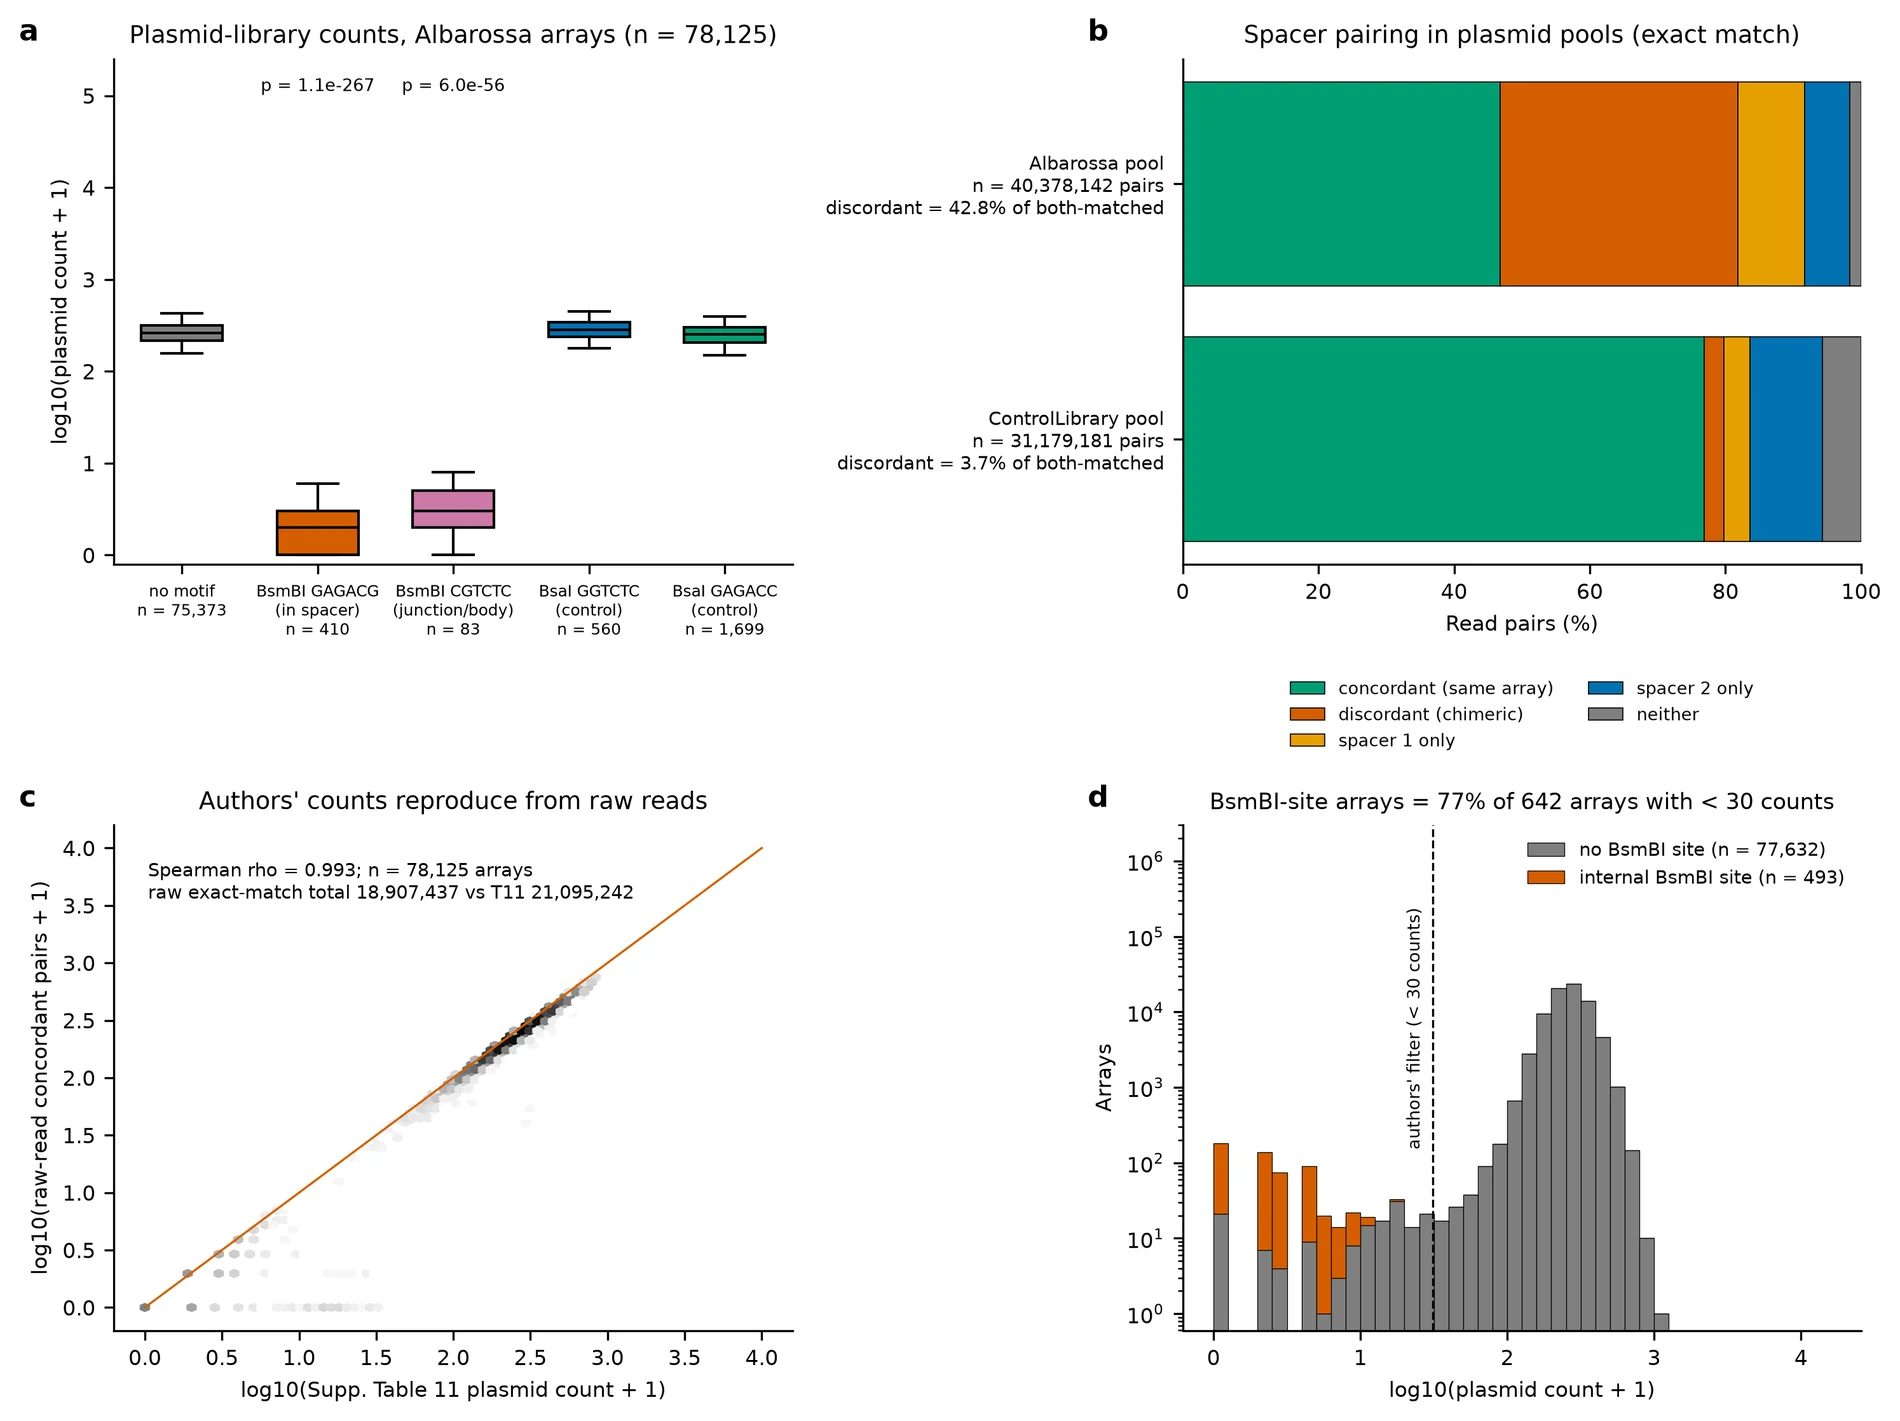 a
Plasmid-library counts, Albarossa arrays (n = 78,125)
p = 1.1e-267
p = 6.0e-56
log10(plasmid count + 1)
5
4
3
2
1
0
no motif
n = 75,373
BsmBI GAGACG
(in spacer)
n = 410
BsmBI CGTCTC
(junction/body)
n = 83
BsaI GGTCTC
(control)
n = 560
BsaI GAGACC
(control)
n = 1,699
b
Spacer pairing in plasmid pools (exact match)
Albarossa pool
n = 40,378,142 pairs
discordant = 42.8% of both-matched
ControlLibrary pool
n = 31,179,181 pairs
discordant = 3.7% of both-matched
0
20
40
60
80
100
Read pairs (%)
concordant (same array)
discordant (chimeric)
spacer 1 only
spacer 2 only
neither
c
Authors' counts reproduce from raw reads
Spearman rho = 0.993; n = 78,125 arrays
raw exact-match total 18,907,437 vs T11 21,095,242
log10(raw-read concordant pairs + 1)
4.0
3.5
3.0
2.5
2.0
1.5
1.0
0.5
0.0
0.0
0.5
1.0
1.5
2.0
2.5
3.0
3.5
4.0
log10(Supp. Table 11 plasmid count + 1)
d
BsmBI-site arrays = 77% of 642 arrays with < 30 counts
no BsmBI site (n = 77,632)
internal BsmBI site (n = 493)
authors' filter (< 30 counts)
Arrays
10⁶
10⁵
10⁴
10³
10²
10¹
10⁰
0
1
2
3
4
log10(plasmid count + 1)